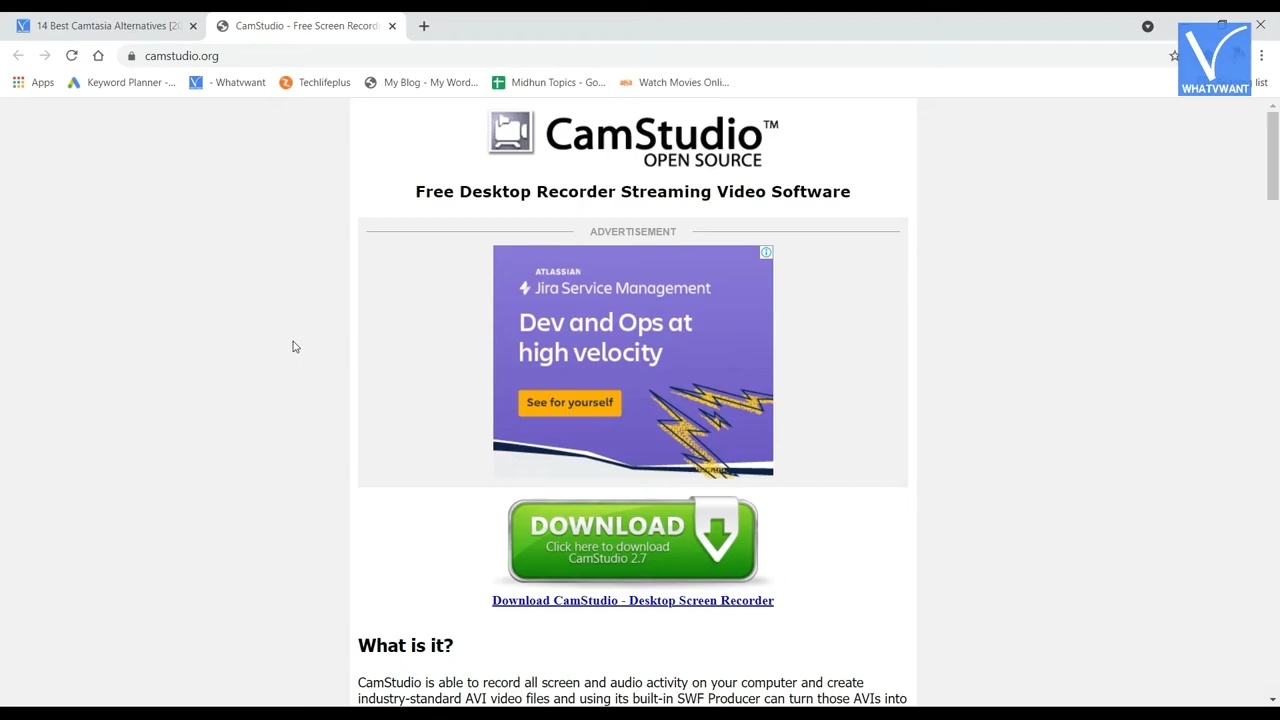 14 Best Camtasia Alternatives [20
CamStudio - Free Screen Record
camstudio.org
Apps
Keyword Planner -...
- Whatvwant
Techlifeplus
My Blog - My Word...
Midhun Topics - Go...
Watch Movies Onli...
list
WHATVWANT
CamStudio™
OPEN SOURCE
Free Desktop Recorder Streaming Video Software
ADVERTISEMENT
ATLASSIAN
Jira Service Management
Dev and Ops at
high velocity
See for yourself
DOWNLOAD
Click here to download
CamStudio 2.7
Download CamStudio - Desktop Screen Recorder
What is it?
CamStudio is able to record all screen and audio activity on your computer and create
industry-standard AVI video files and using its built-in SWF Producer can turn those AVIs into